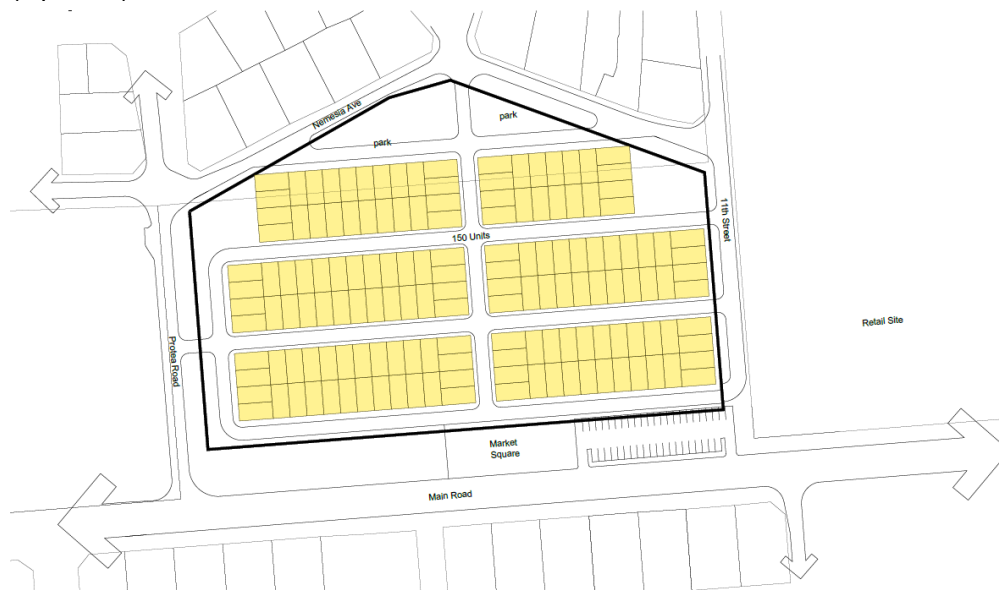 Nemesia Ave
park
park
11th Street
150 Units
Retail Site
Protea Road
Market
Square
Main Road